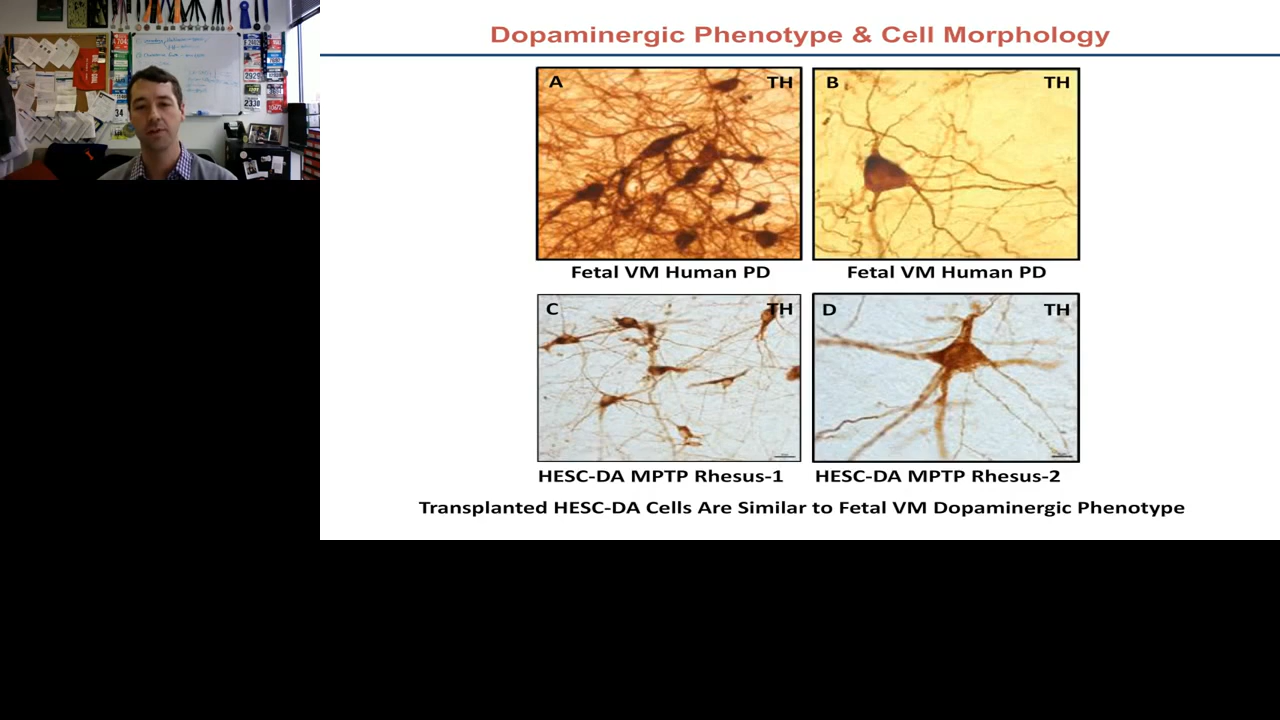 Dopaminergic Phenotype & Cell Morphology
A TH
B TH
Fetal VM Human PD
Fetal VM Human PD
C TH
D TH
HESC-DA MPTP Rhesus-1
HESC-DA MPTP Rhesus-2
Transplanted HESC-DA Cells Are Similar to Fetal VM Dopaminergic Phenotype